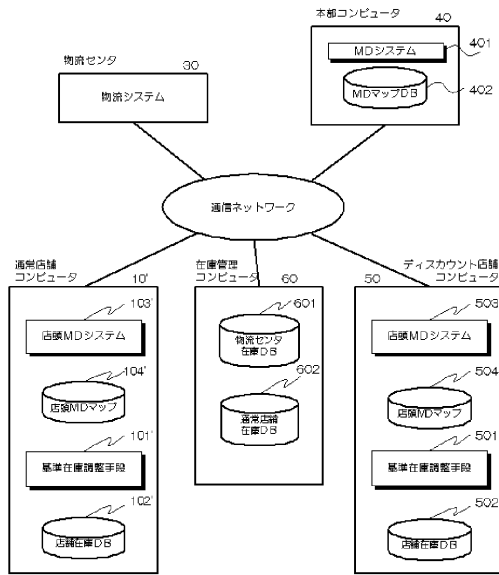 本部コンピュータ
40
MDシステム
401
MDマップDB
402
物流センタ
30
物流システム
通信ネットワーク
通常店舗
コンピュータ
10'
103'
店頭MDシステム
104'
店頭MDマップ
101'
基準在庫調整手段
102'
店舗在庫DB
在庫管理
コンピュータ
60
601
物流センタ
在庫DB
602
通常店舗
在庫DB
ディスカウント店舗
コンピュータ
50
503
店頭MDシステム
504
店頭MDマップ
501
基準在庫調整手段
502
店舗在庫DB